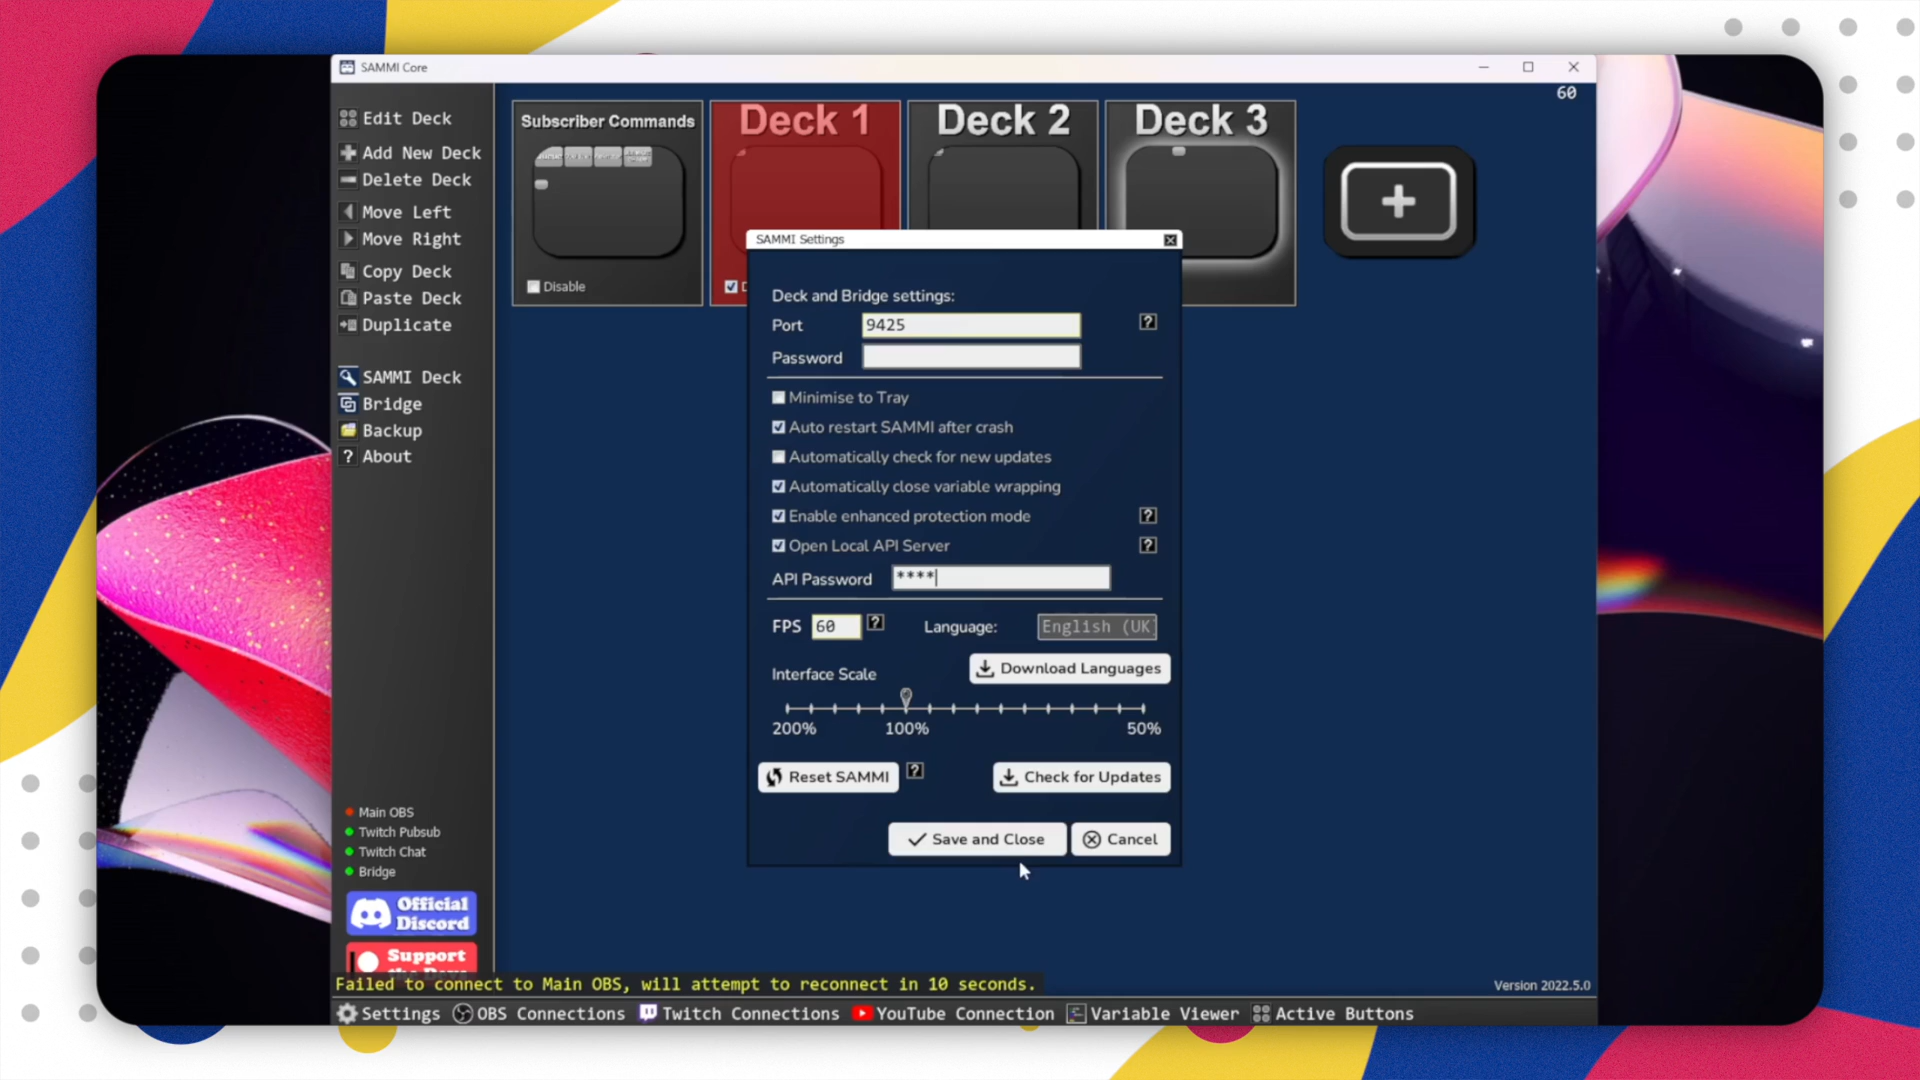 SAMMI Core
60
Edit Deck
Add New Deck
Delete Deck
Move Left
Move Right
Copy Deck
Paste Deck
Duplicate
SAMMI Deck
Bridge
Backup
? About
Subscriber Commands
Disable
Deck 1
Deck 2
Deck 3
SAMMI Settings
Deck and Bridge settings:
Port 9425 ?
Password
Minimise to Tray
Auto restart SAMMI after crash
Automatically check for new updates
Automatically close variable wrapping
Enable enhanced protection mode ?
Open Local API Server ?
API Password ****
FPS 60 ? Language: English (UK
Download Languages
Interface Scale
200% 100% 50%
Reset SAMMI ? Check for Updates
Save and Close Cancel
Main OBS
Twitch Pubsub
Twitch Chat
Bridge
Official
Discord
Support
Failed to connect to Main OBS, will attempt to reconnect in 10 seconds.
Version 2022.5.0
Settings OBS Connections Twitch Connections YouTube Connection Variable Viewer Active Buttons